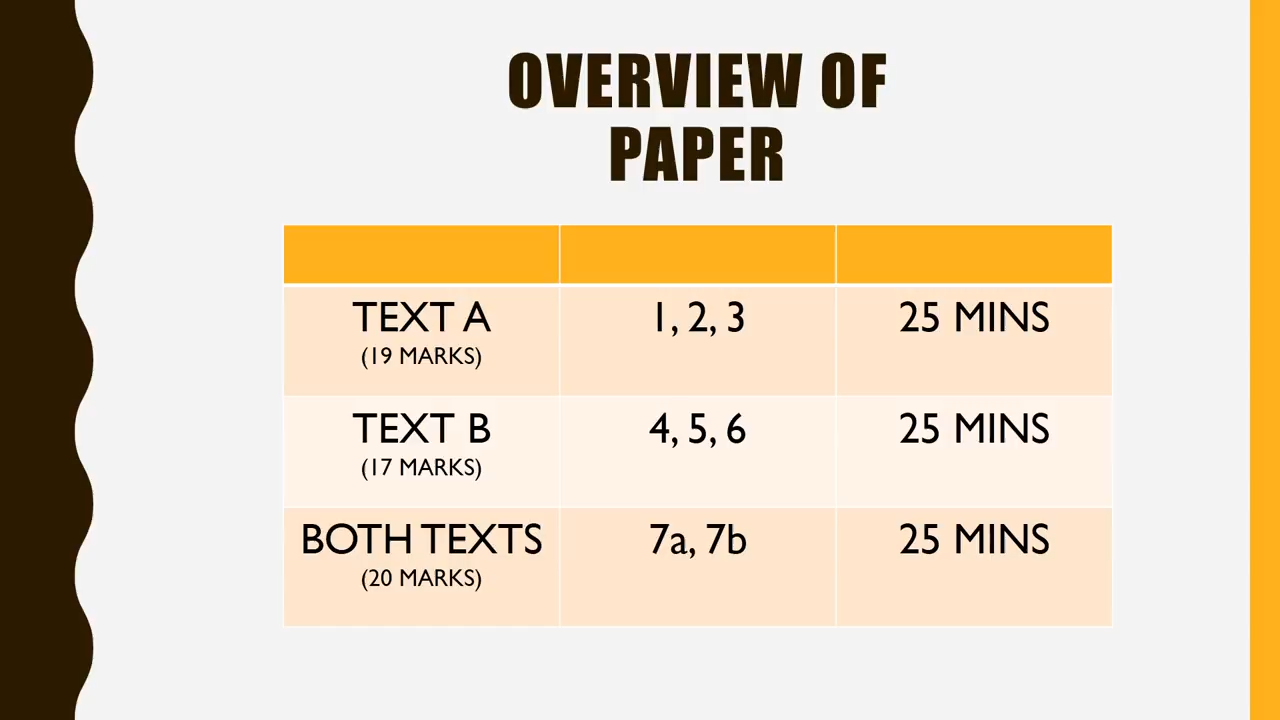 OVERVIEW OF
PAPER
TEXT A 1, 2, 3 25 MINS
(19 MARKS)
TEXT B 4, 5, 6 25 MINS
(17 MARKS)
BOTH TEXTS 7a, 7b 25 MINS
(20 MARKS)